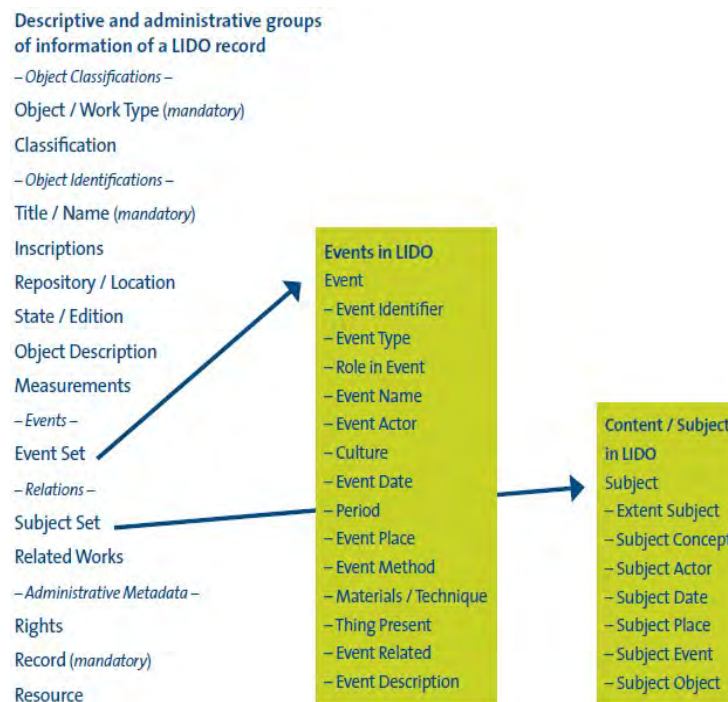 Descriptive and administrative groups
of information of a LIDO record
– Object Classifications –
Object / Work Type (mandatory)
Classification
– Object Identifications –
Title / Name (mandatory)
Inscriptions
Repository / Location
State / Edition
Object Description
Measurements
– Events –
Event Set
– Relations –
Subject Set
Related Works
– Administrative Metadata –
Rights
Record (mandatory)
Resource
Events in LIDO
Event
– Event Identifier
– Event Type
– Role in Event
– Event Name
– Event Actor
– Culture
– Event Date
– Period
– Event Place
– Event Method
– Materials / Technique
– Thing Present
– Event Related
– Event Description
Content / Subject
in LIDO
Subject
– Extent Subject
– Subject Concept
– Subject Actor
– Subject Date
– Subject Place
– Subject Event
– Subject Object